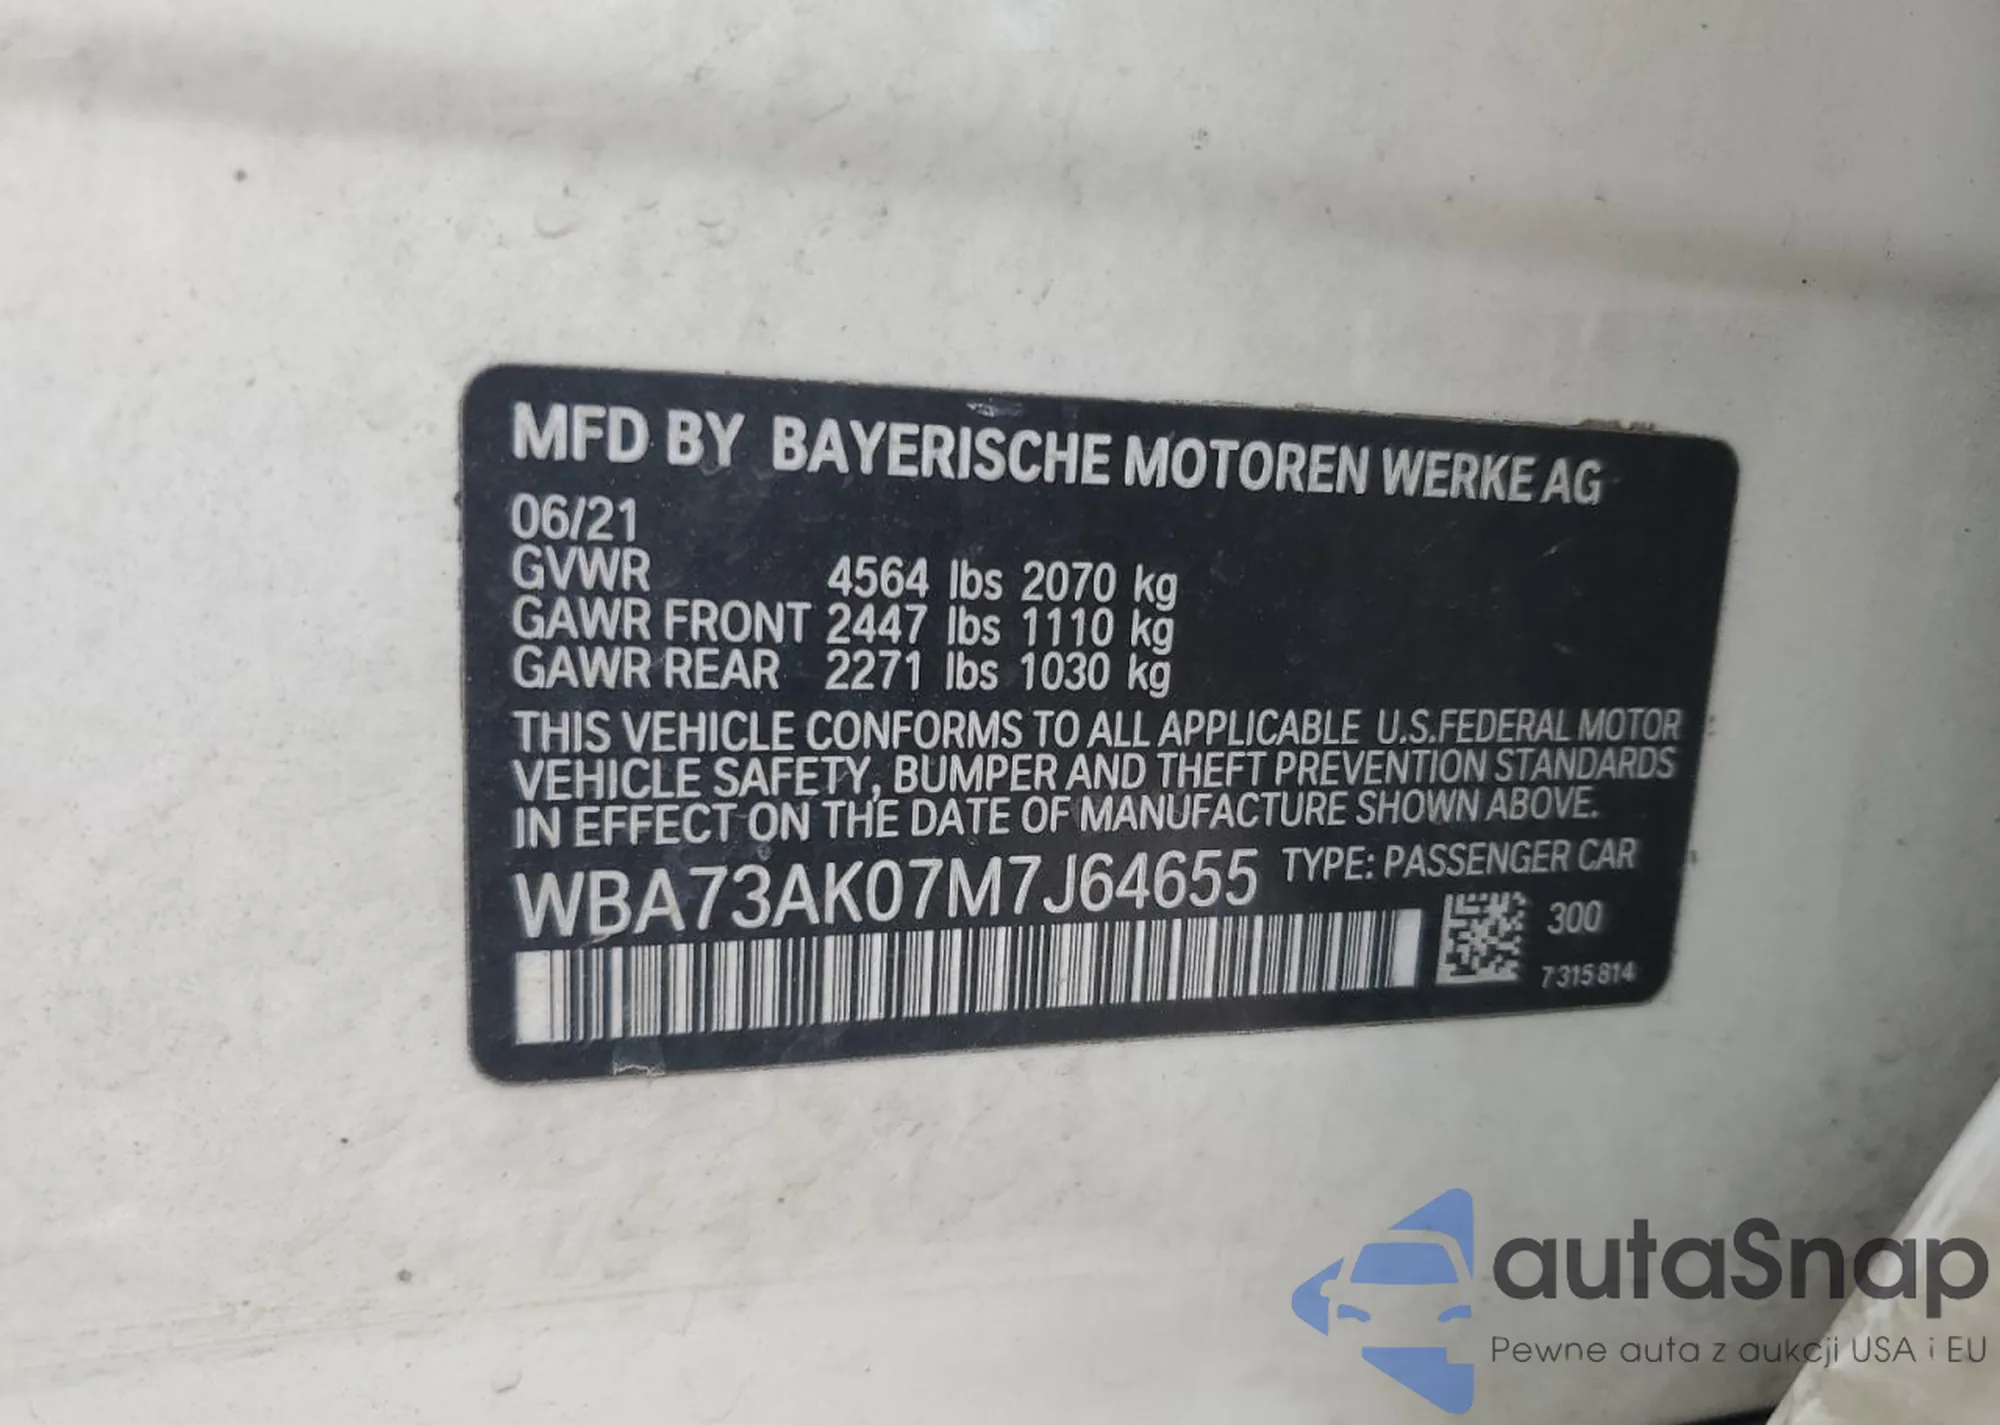 MFD BY BAYERISCHE MOTOREN WERKE AG
06/21
GVWR 4564 lbs 2070 kg
GAWR FRONT 2447 lbs 1110 kg
GAWR REAR 2271 lbs 1030 kg
THIS VEHICLE CONFORMS TO ALL APPLICABLE U.S.FEDERAL MOTOR
VEHICLE SAFETY, BUMPER AND THEFT PREVENTION STANDARDS
IN EFFECT ON THE DATE OF MANUFACTURE SHOWN ABOVE.
WBA73AK07M7J64655 TYPE: PASSENGER CAR
300
7315814
autaSnap
Pewne auta z aukcji USA i EU